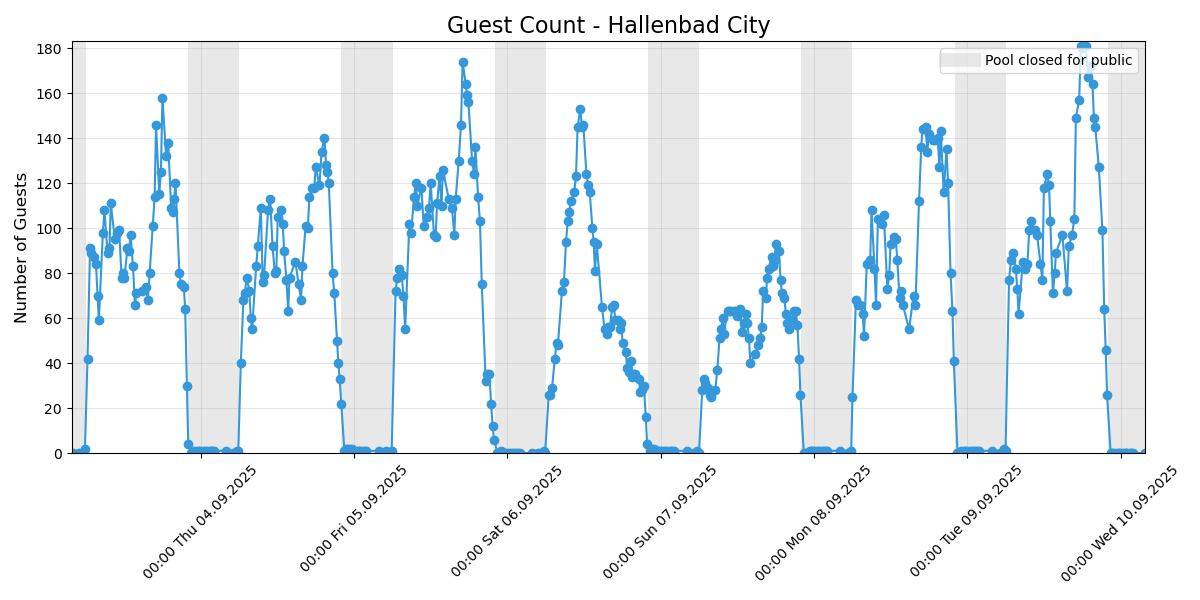 Guest Count - Hallenbad City
Pool closed for public
Number of Guests
180
160
140
120
100
80
60
40
20
0
00:00 Thu 04.09.2025
00:00 Fri 05.09.2025
00:00 Sat 06.09.2025
00:00 Sun 07.09.2025
00:00 Mon 08.09.2025
00:00 Tue 09.09.2025
00:00 Wed 10.09.2025